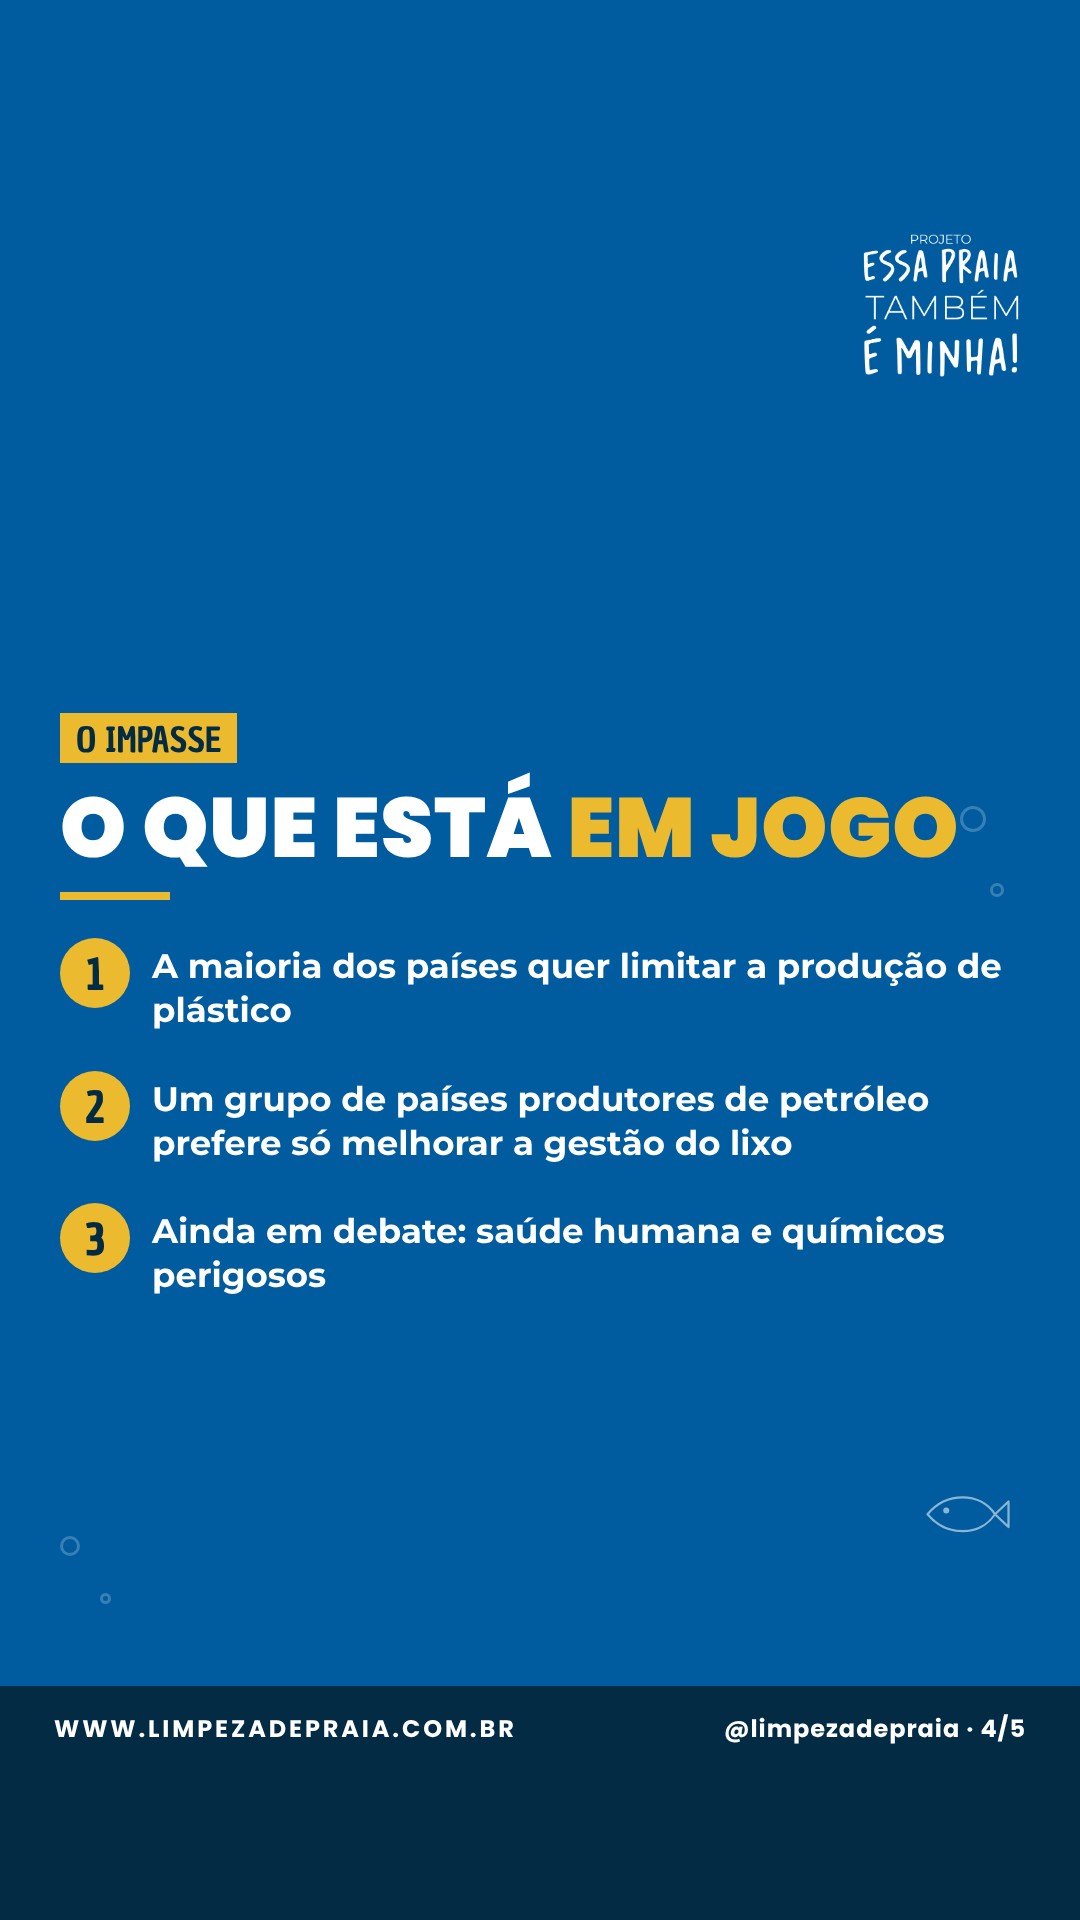 PROJETO
ESSA PRAIA
TAMBÉM
É MINHA!
O IMPASSE
O QUE ESTÁ EM JOGO
1 A maioria dos países quer limitar a produção de
plástico
2 Um grupo de países produtores de petróleo
prefere só melhorar a gestão do lixo
3 Ainda em debate: saúde humana e químicos
perigosos
WWW.LIMPEZADEPRAIA.COM.BR
@limpezadepraia · 4/5